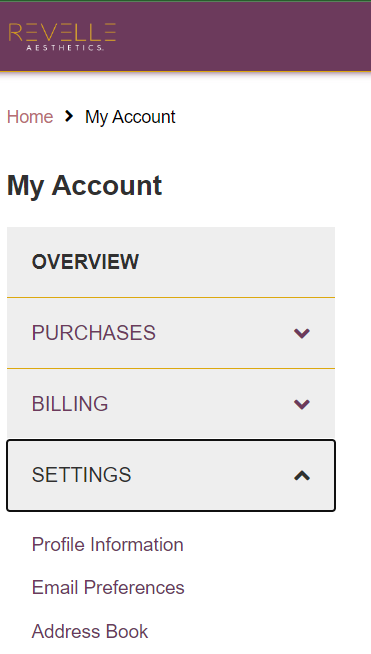 REVELLE
AESTHETICS.
Home > My Account
My Account
OVERVIEW
PURCHASES
BILLING
SETTINGS
Profile Information
Email Preferences
Address Book